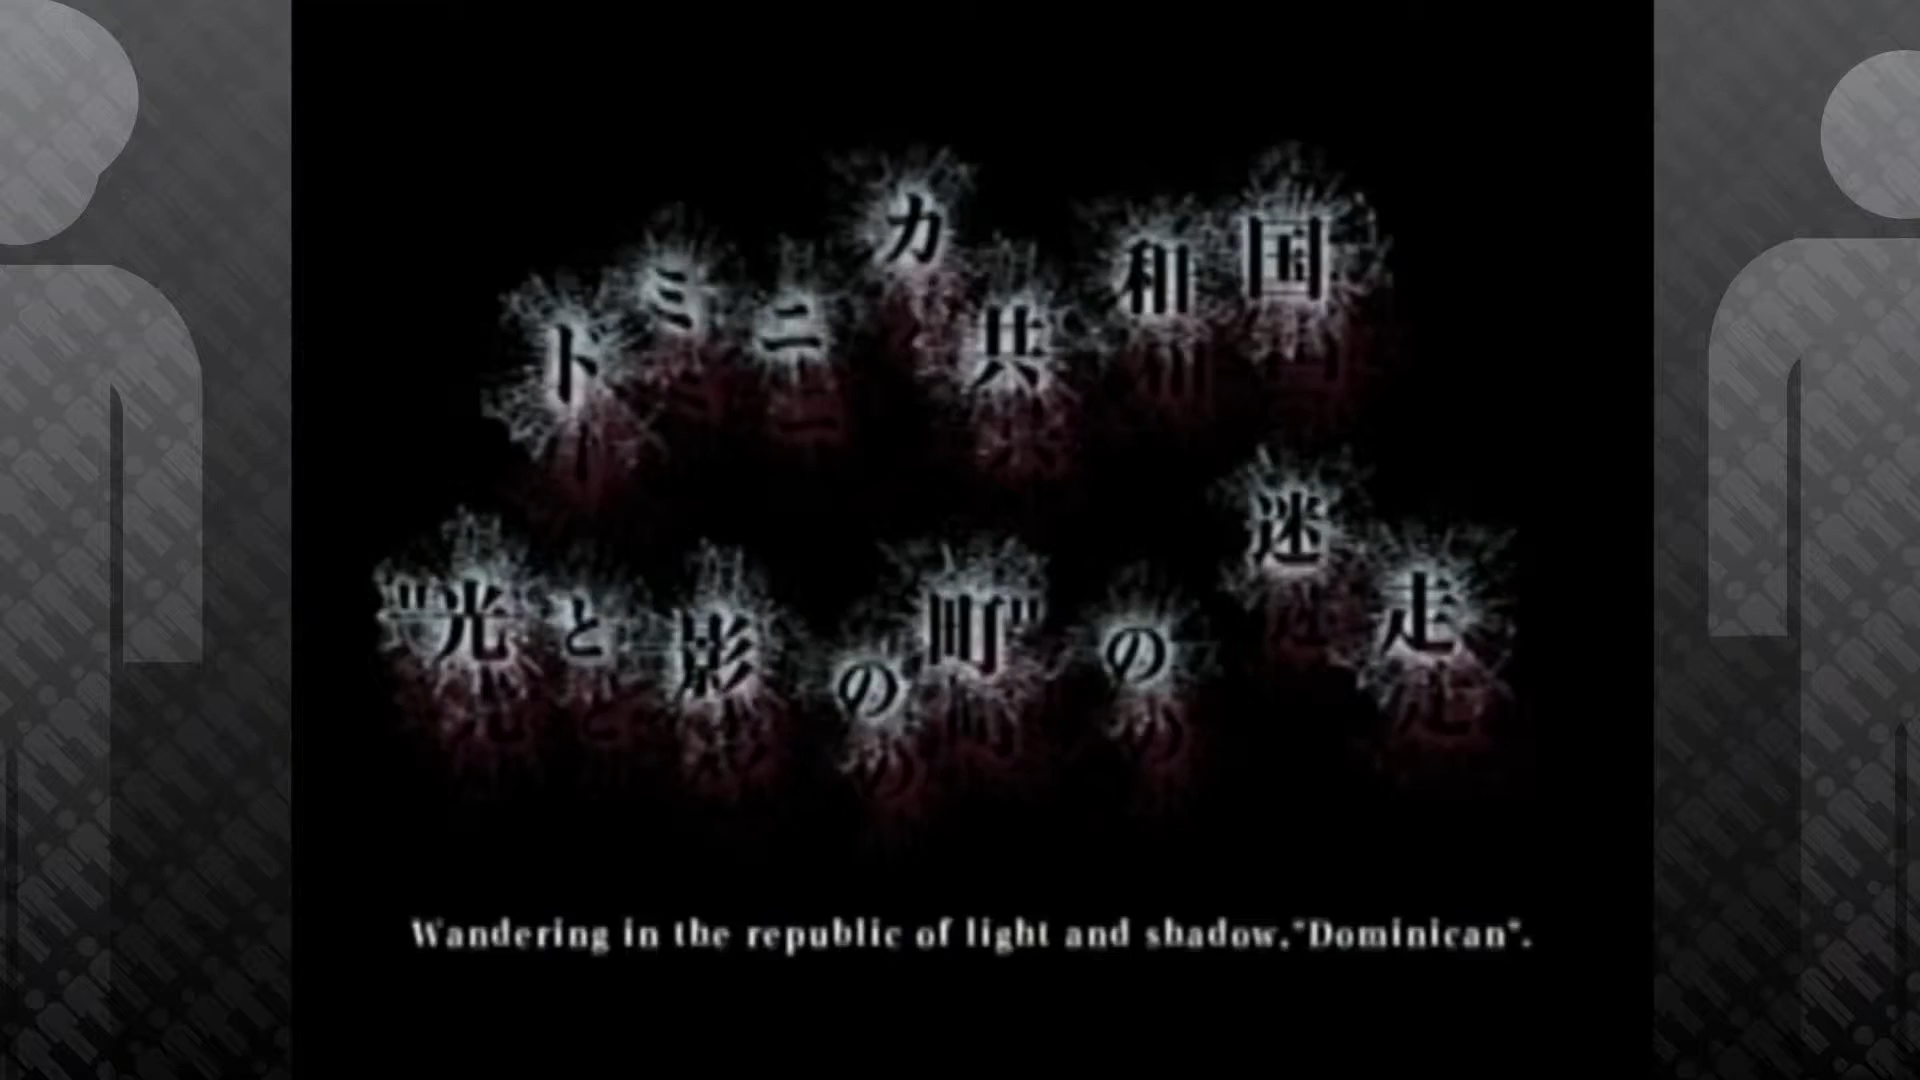 ドミニカ共和国
"光と影の町"の迷走
Wandering in the republic of light and shadow,"Dominican".